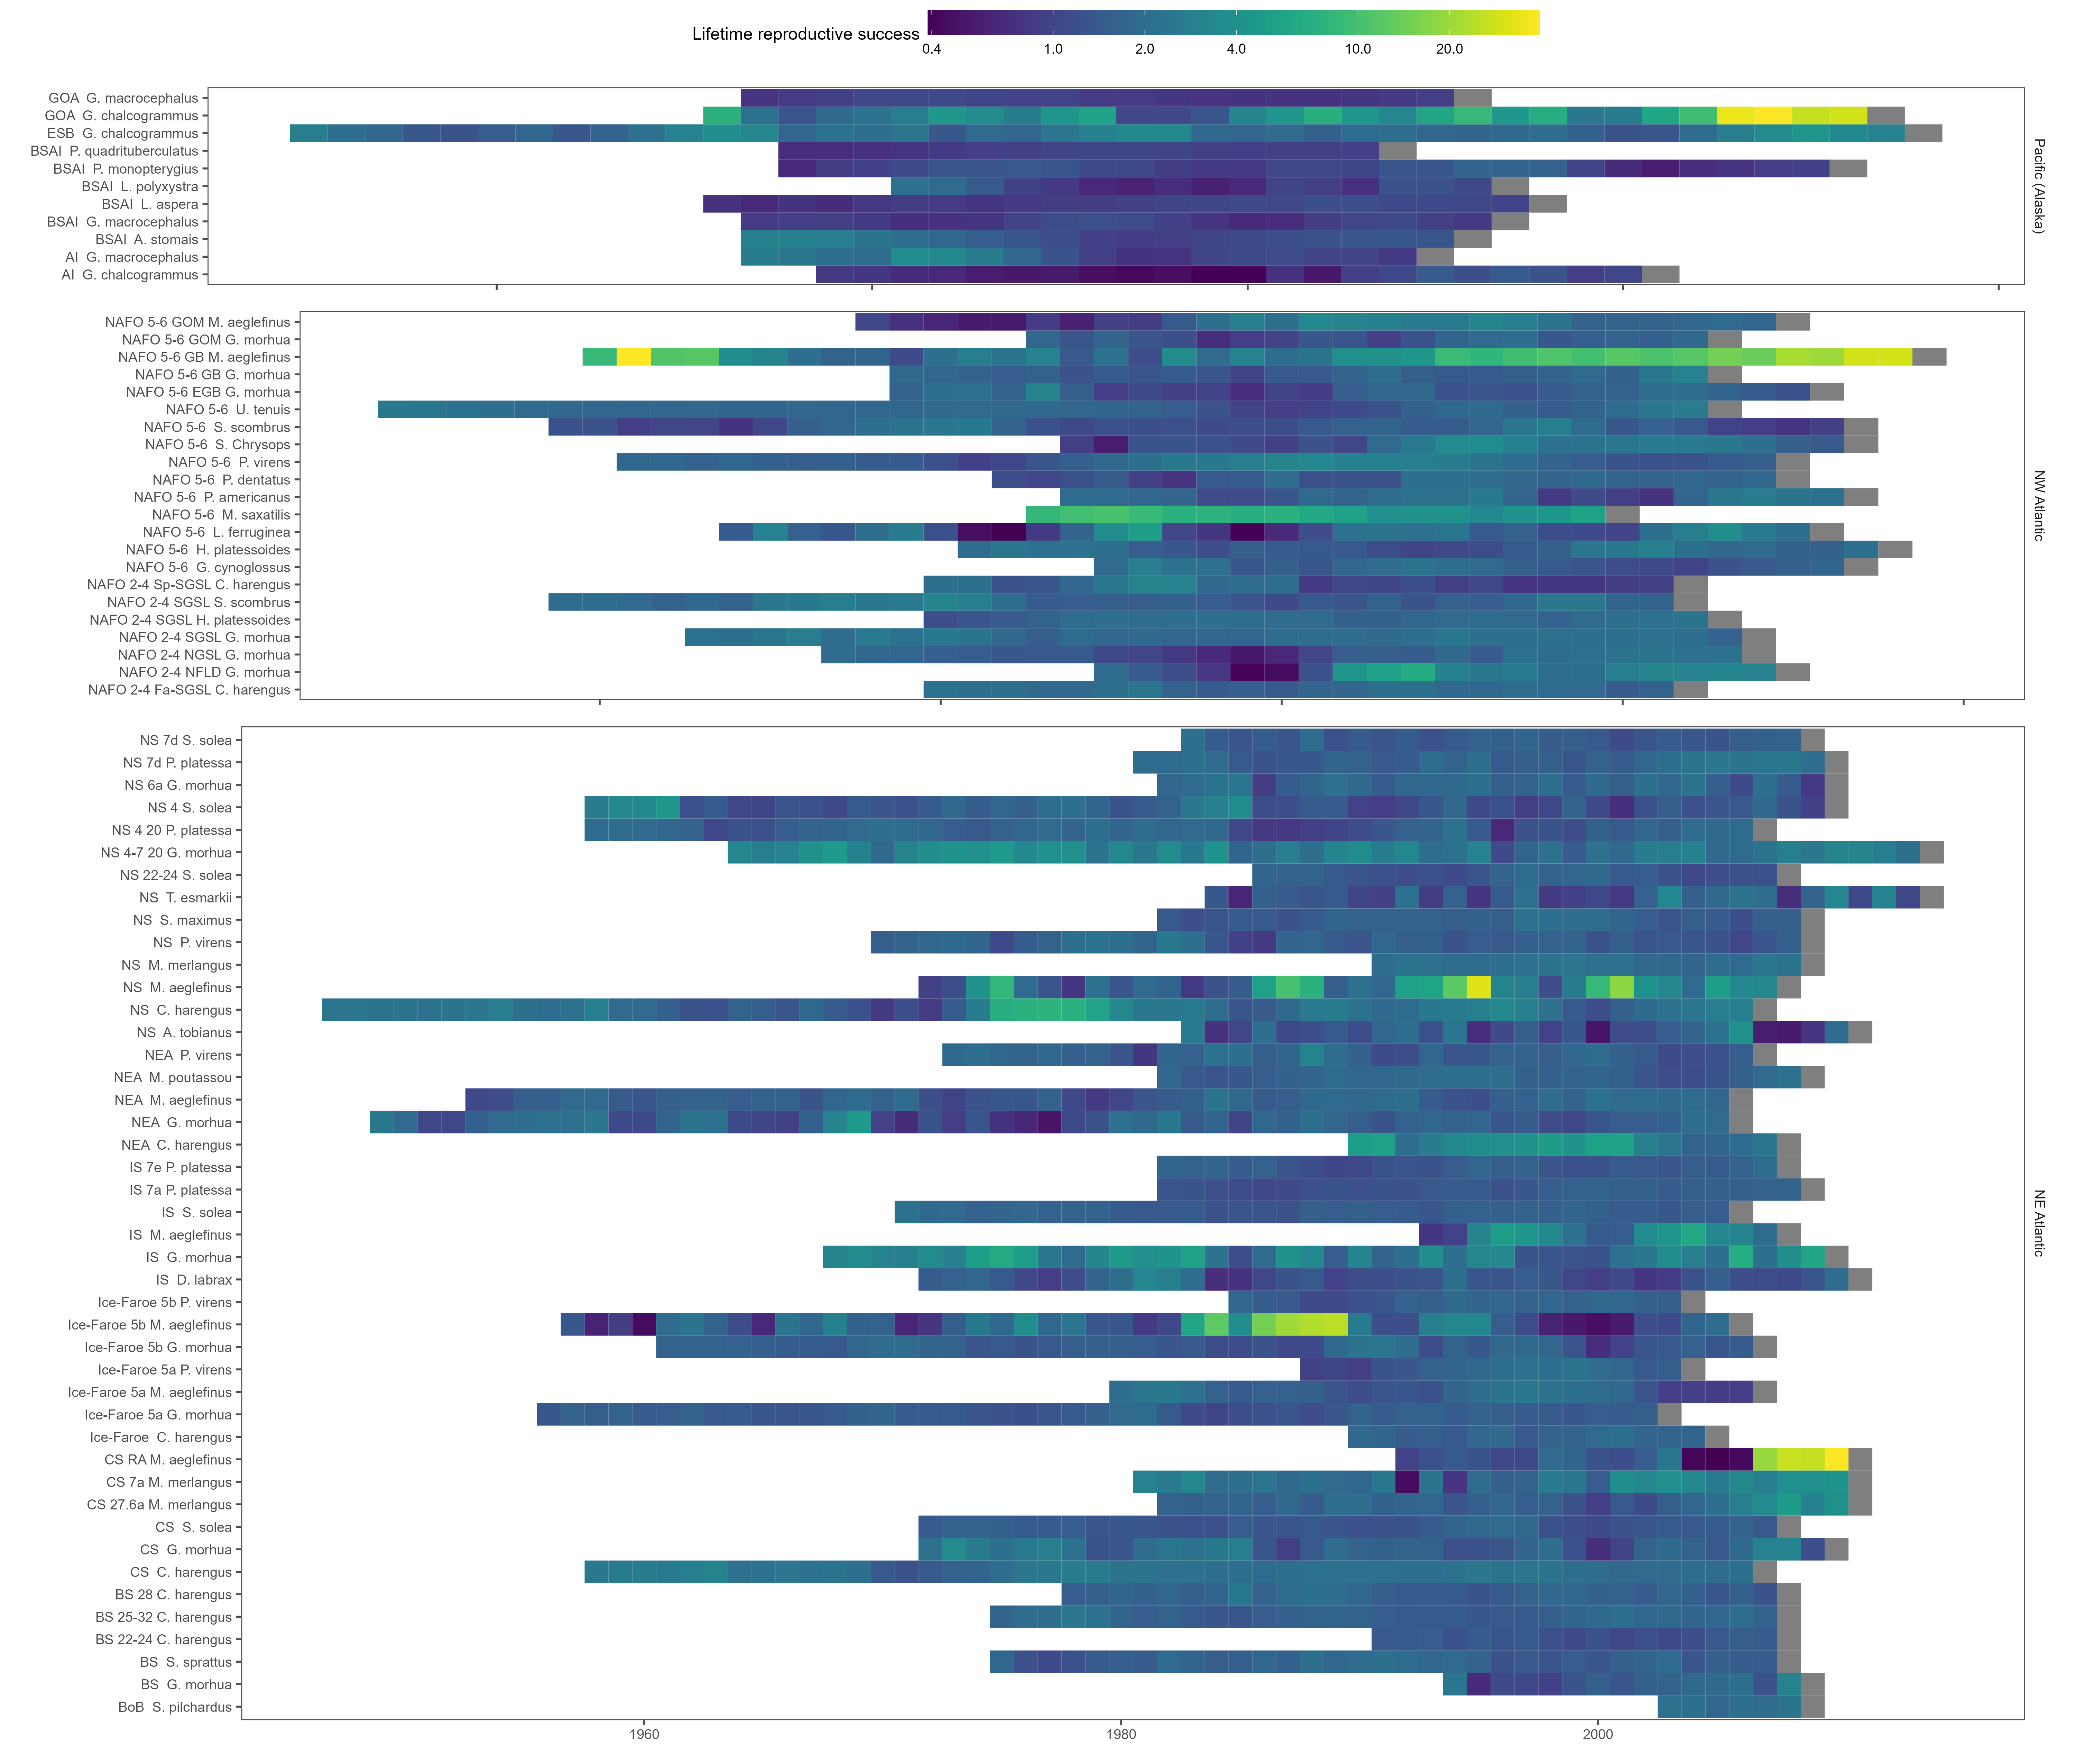 Lifetime reproductive success
0.4 1.0 2.0 4.0 10.0 20.0
GOA G. macrocephalus
GOA G. chalcogrammus
ESB G. chalcogrammus
BSAI P. quadrituberculatus
BSAI P. monopterygius
BSAI L. polyxystra
BSAI L. aspera
BSAI G. macrocephalus
BSAI A. stomais
AI G. macrocephalus
AI G. chalcogrammus
Pacific (Alaska)
NAFO 5-6 GOM M. aeglefinus
NAFO 5-6 GOM G. morhua
NAFO 5-6 GB M. aeglefinus
NAFO 5-6 GB G. morhua
NAFO 5-6 EGB G. morhua
NAFO 5-6 U. tenuis
NAFO 5-6 S. scombrus
NAFO 5-6 S. Chrysops
NAFO 5-6 P. virens
NAFO 5-6 P. dentatus
NAFO 5-6 P. americanus
NAFO 5-6 M. saxatilis
NAFO 5-6 L. ferruginea
NAFO 5-6 H. platessoides
NAFO 5-6 G. cynoglossus
NAFO 2-4 Sp-SGSL C. harengus
NAFO 2-4 SGSL S. scombrus
NAFO 2-4 SGSL H. platessoides
NAFO 2-4 SGSL G. morhua
NAFO 2-4 NGSL G. morhua
NAFO 2-4 NFLD G. morhua
NAFO 2-4 Fa-SGSL C. harengus
NW Atlantic
NS 7d S. solea
NS 7d P. platessa
NS 6a G. morhua
NS 4 S. solea
NS 4 20 P. platessa
NS 4-7 20 G. morhua
NS 22-24 S. solea
NS T. esmarkii
NS S. maximus
NS P. virens
NS M. merlangus
NS M. aeglefinus
NS C. harengus
NS A. tobianus
NEA P. virens
NEA M. poutassou
NEA M. aeglefinus
NEA G. morhua
NEA C. harengus
IS 7e P. platessa
IS 7a P. platessa
IS S. solea
IS M. aeglefinus
IS G. morhua
IS D. labrax
Ice-Faroe 5b P. virens
Ice-Faroe 5b M. aeglefinus
Ice-Faroe 5b G. morhua
Ice-Faroe 5a P. virens
Ice-Faroe 5a M. aeglefinus
Ice-Faroe 5a G. morhua
Ice-Faroe C. harengus
CS RA M. aeglefinus
CS 7a M. merlangus
CS 27.6a M. merlangus
CS S. solea
CS G. morhua
CS C. harengus
BS 28 C. harengus
BS 25-32 C. harengus
BS 22-24 C. harengus
BS S. sprattus
BS G. morhua
BoB S. pilchardus
NE Atlantic
1960 1980 2000